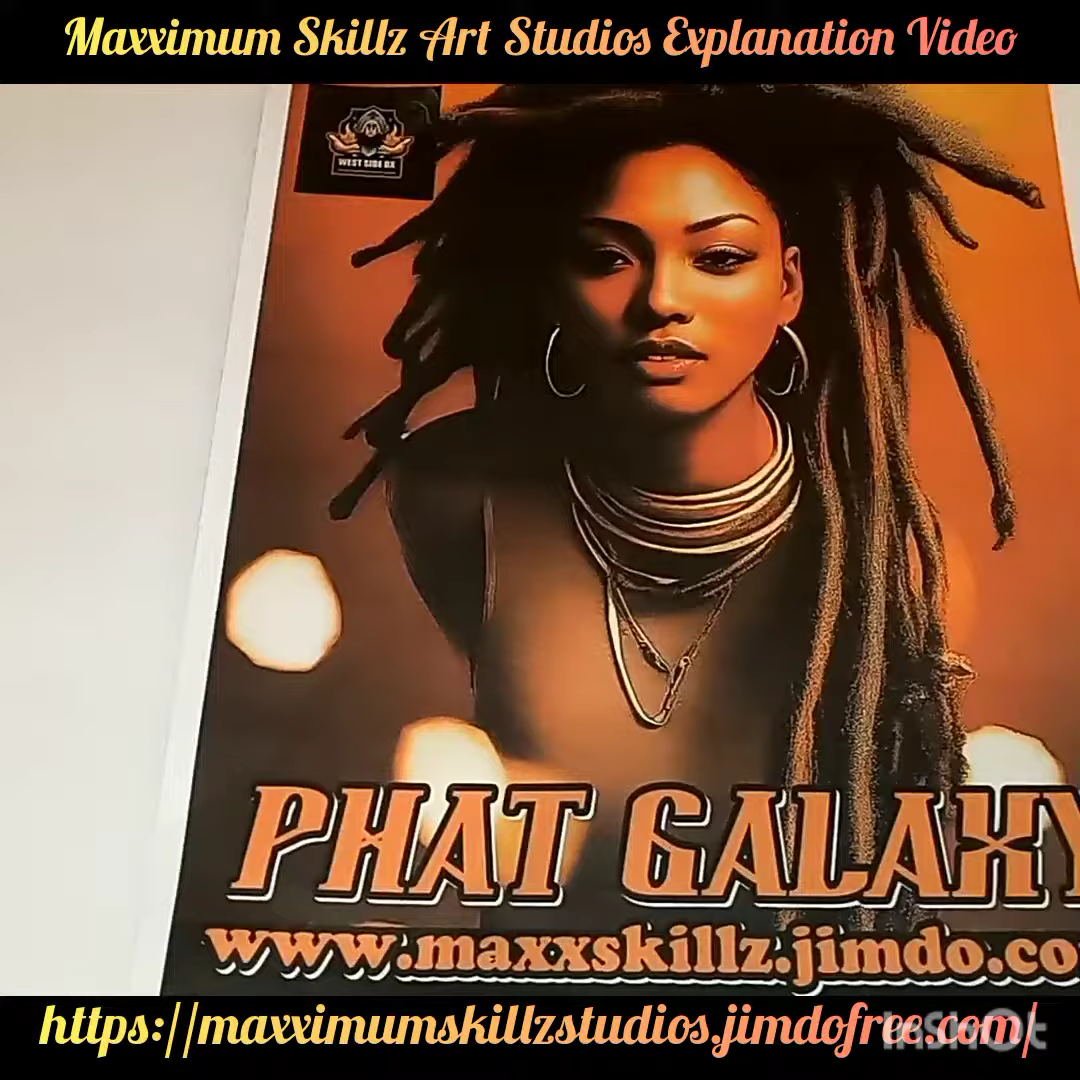 Maxximum Skillz Art Studios Explanation Video
WEST SIDE BX
PHAT GALAXY
www.maxxskillz.jimdo.co
https://maxximumskillzstudios.jimdofree.com/
InShOt